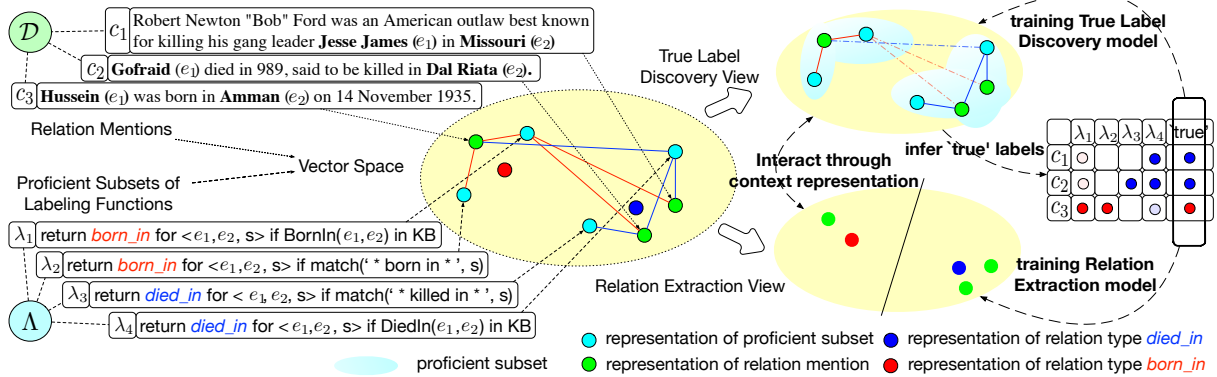 D
c1 Robert Newton "Bob" Ford was an American outlaw best known
for killing his gang leader Jesse James (e1) in Missouri (e2)
c2 Gofraid (e1) died in 989, said to be killed in Dal Riata (e2).
c3 Hussein (e1) was born in Amman (e2) on 14 November 1935.
Relation Mentions
Vector Space
Proficient Subsets of
Labeling Functions
λ1 return born_in for <e1,e2, s> if BornIn(e1,e2) in KB
λ2 return born_in for <e1,e2, s> if match(‘ * born in * ’, s)
λ3 return died_in for < e1,e2, s> if match(‘ * killed in * ’, s)
λ4 return died_in for <e1,e2, s> if DiedIn(e1,e2) in KB
Λ
True Label
Discovery View
training True Label
Discovery model
Interact through
context representation
infer 'true' labels
λ1 λ2 λ3 λ4 'true'
c1
c2
c3
Relation Extraction View
training Relation
Extraction model
proficient subset
representation of proficient subset
representation of relation mention
representation of relation type died_in
representation of relation type born_in